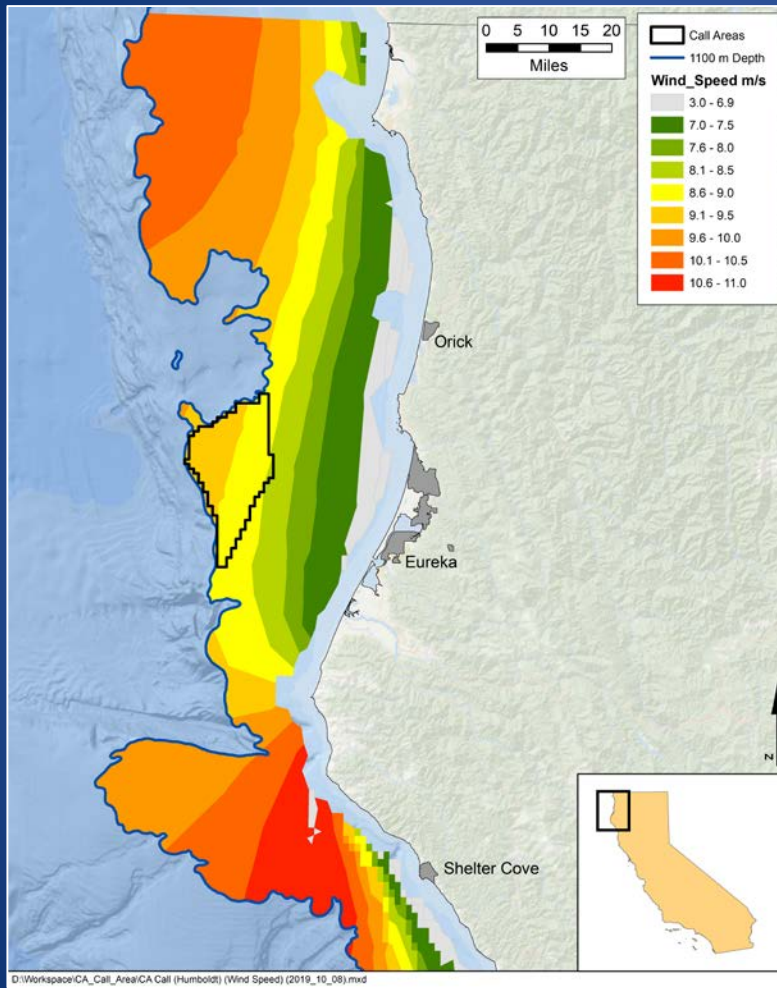 0 5 10 15 20
Miles
Call Areas
1100 m Depth
Wind_Speed m/s
3.0 - 6.9
7.0 - 7.5
7.6 - 8.0
8.1 - 8.5
8.6 - 9.0
9.1 - 9.5
9.6 - 10.0
10.1 - 10.5
10.6 - 11.0
Orick
Eureka
N
Shelter Cove
D:\Workspace\CA_Call_Area\CA Call (Humboldt) (Wind Speed) (2019_10_08).mxd